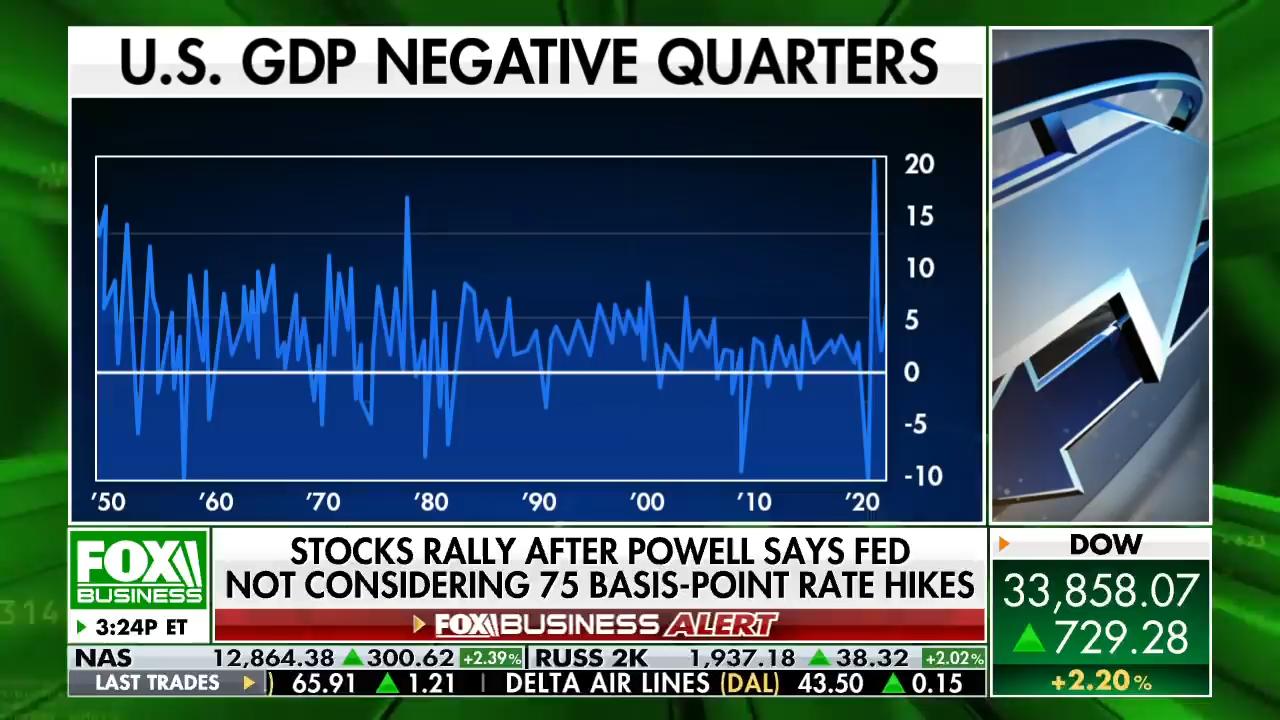 U.S. GDP NEGATIVE QUARTERS
20
15
10
5
0
-5
-10
'50 '60 '70 '80 '90 '00 '10 '20
FOX
BUSINESS
3:24P ET
STOCKS RALLY AFTER POWELL SAYS FED
NOT CONSIDERING 75 BASIS-POINT RATE HIKES
FOX BUSINESS ALERT
DOW
33,858.07
729.28
+2.20%
NAS 12,864.38 300.62 +2.39% RUSS 2K 1,937.18 38.32 +2.02%
LAST TRADES ) 65.91 1.21 | DELTA AIR LINES (DAL) 43.50 0.15